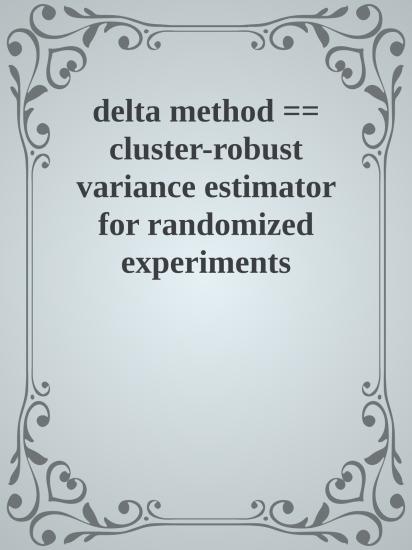 delta method ==
cluster-robust
variance estimator
for randomized
experiments